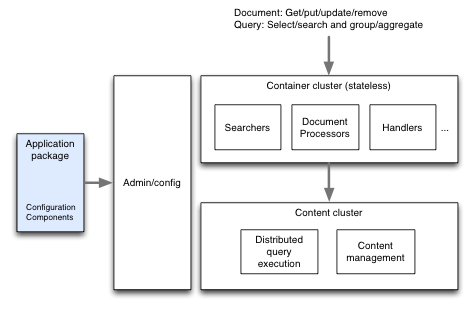 Document: Get/put/update/remove
Query: Select/search and group/aggregate
Container cluster (stateless)
Searchers
Document
Processors
Handlers
...
Application
package
Configuration
Components
Admin/config
Content cluster
Distributed
query
execution
Content
management